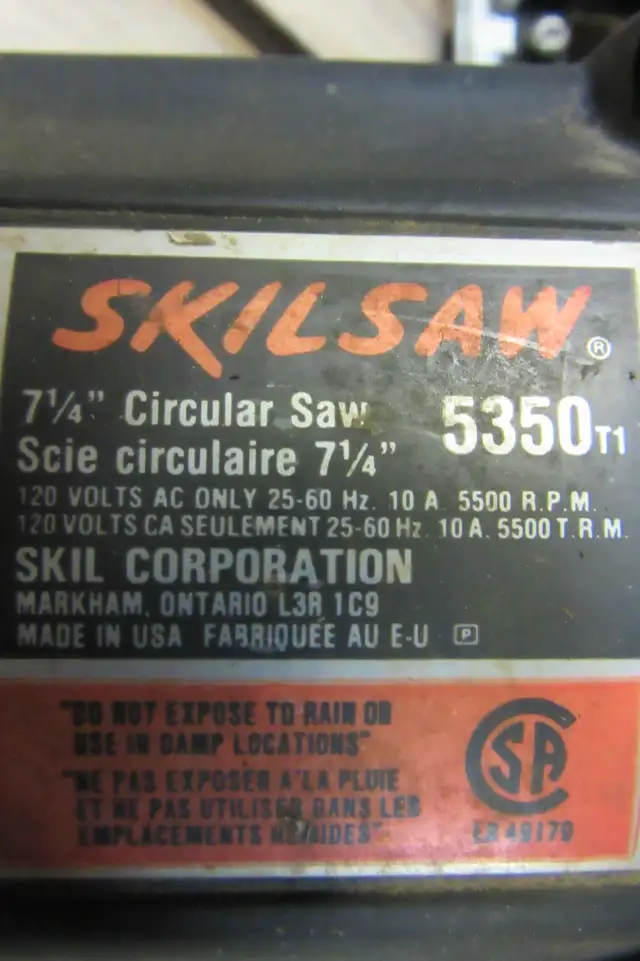 SKILSAW®
7¼" Circular Saw 5350 T1
Scie circulaire 7¼"
120 VOLTS AC ONLY 25-60 Hz. 10 A. 5500 R.P.M.
120 VOLTS CA SEULEMENT 25-60 Hz. 10 A. 5500 T.R.M.
SKIL CORPORATION
MARKHAM, ONTARIO L3R 1C9
MADE IN USA FABRIQUÉE AU E-U P
"DO NOT EXPOSE TO RAIN OR
USE IN DAMP LOCATIONS"
"NE PAS EXPOSER A LA PLUIE
ET NE PAS UTILISER DANS LES
EMPLACEMENTS HUMIDES"
CSA
LR 49179